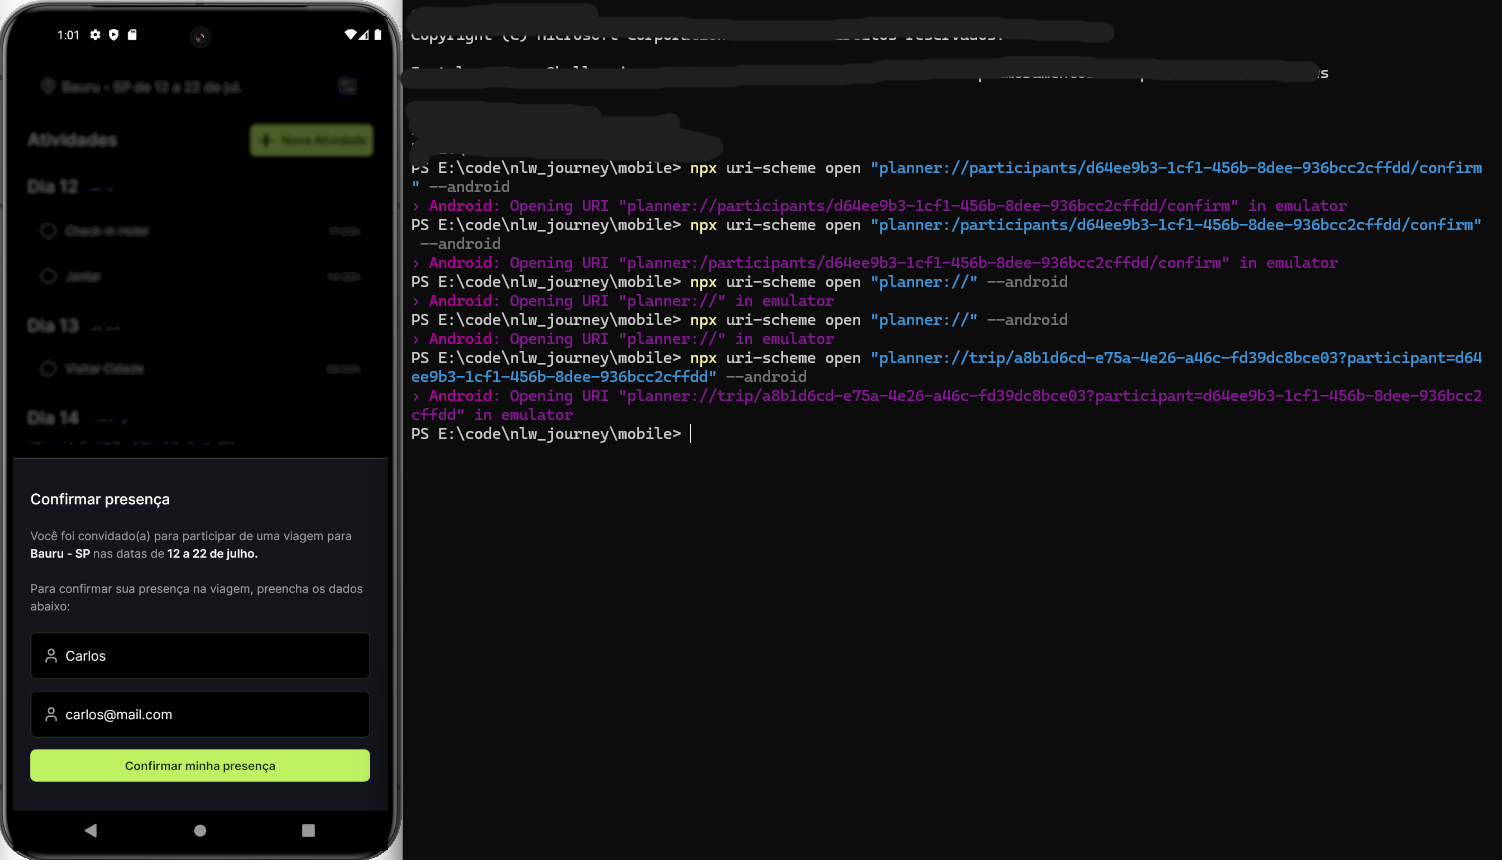 1:01
Bauru - SP de 12 a 22 de jul.
Atividades
Nova Atividade
Dia 12
Check-in Hotel
Jantar
Dia 13
Visitar Cidade
Dia 14
Confirmar presença
Você foi convidado(a) para participar de uma viagem para
Bauru - SP nas datas de 12 a 22 de julho.
Para confirmar sua presença na viagem, preencha os dados
abaixo:
Carlos
carlos@mail.com
Confirmar minha presença
Copyright (C) Microsoft
reservados.
PS E:\code\nlw_journey\mobile> npx uri-scheme open "planner://participants/d64ee9b3-1cf1-456b-8dee-936bcc2cffdd/confirm
" --android
› Android: Opening URI "planner://participants/d64ee9b3-1cf1-456b-8dee-936bcc2cffdd/confirm" in emulator
PS E:\code\nlw_journey\mobile> npx uri-scheme open "planner:/participants/d64ee9b3-1cf1-456b-8dee-936bcc2cffdd/confirm"
--android
› Android: Opening URI "planner:/participants/d64ee9b3-1cf1-456b-8dee-936bcc2cffdd/confirm" in emulator
PS E:\code\nlw_journey\mobile> npx uri-scheme open "planner://" --android
› Android: Opening URI "planner://" in emulator
PS E:\code\nlw_journey\mobile> npx uri-scheme open "planner://" --android
› Android: Opening URI "planner://" in emulator
PS E:\code\nlw_journey\mobile> npx uri-scheme open "planner://trip/a8b1d6cd-e75a-4e26-a46c-fd39dc8bce03?participant=d64
ee9b3-1cf1-456b-8dee-936bcc2cffdd" --android
› Android: Opening URI "planner://trip/a8b1d6cd-e75a-4e26-a46c-fd39dc8bce03?participant=d64ee9b3-1cf1-456b-8dee-936bcc2
cffdd" in emulator
PS E:\code\nlw_journey\mobile>